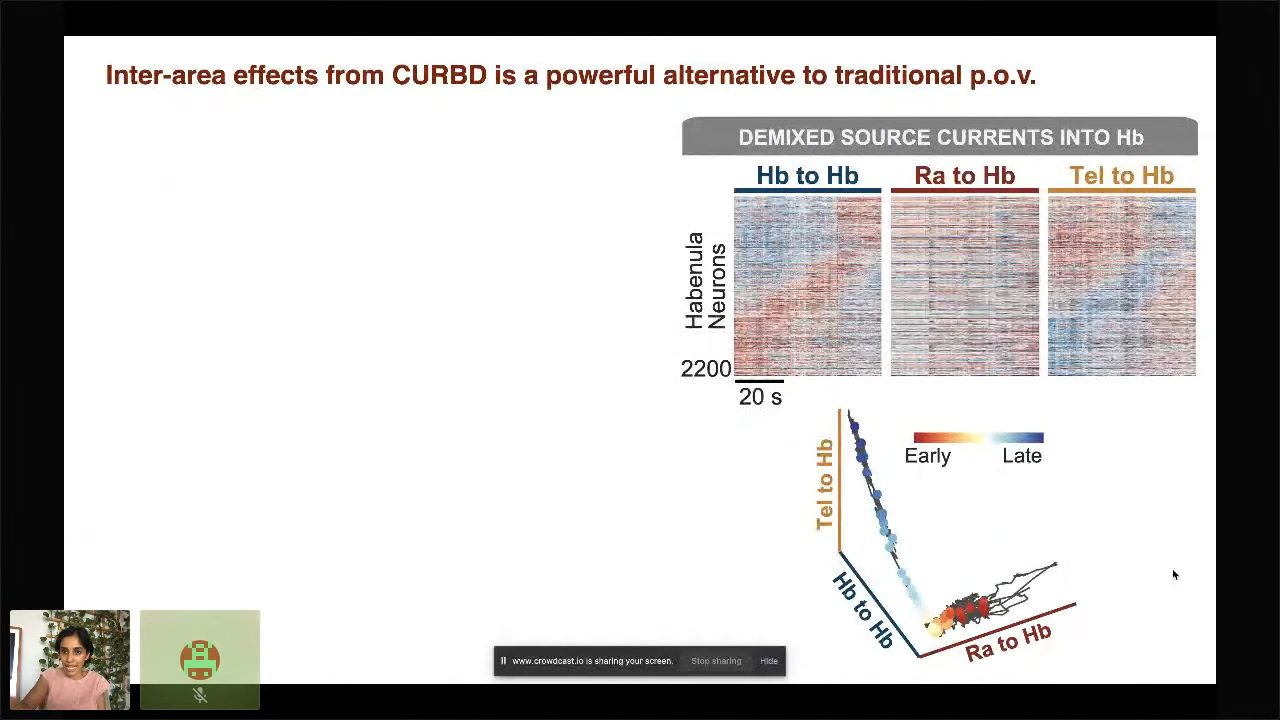 Inter-area effects from CURBD is a powerful alternative to traditional p.o.v.
DEMIXED SOURCE CURRENTS INTO Hb
Hb to Hb
Ra to Hb
Tel to Hb
Habenula
Neurons
2200
20 s
Early
Late
Tel to Hb
Hb to Hb
Ra to Hb
www.crowdcast.io is sharing your screen.
Stop sharing
Hide